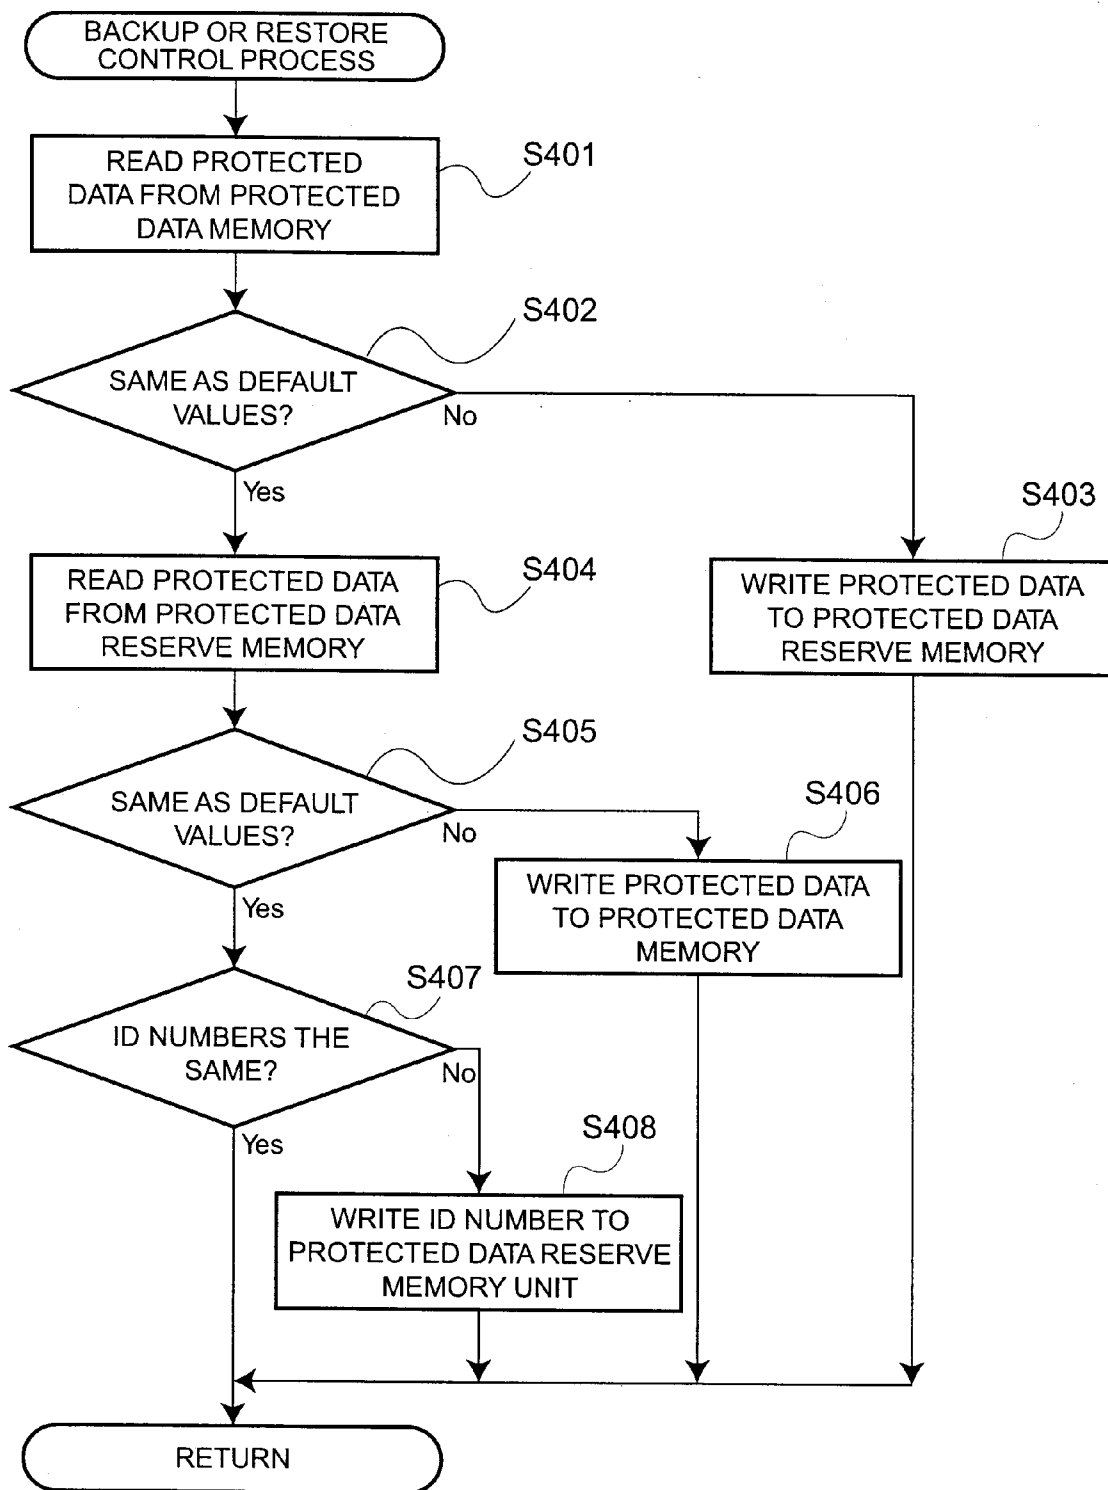 BACKUP OR RESTORE
CONTROL PROCESS
S401
READ PROTECTED
DATA FROM PROTECTED
DATA MEMORY
S402
SAME AS DEFAULT
VALUES?
No
Yes
S403
WRITE PROTECTED DATA
TO PROTECTED DATA
RESERVE MEMORY
S404
READ PROTECTED DATA
FROM PROTECTED DATA
RESERVE MEMORY
S405
SAME AS DEFAULT
VALUES?
No
Yes
S406
WRITE PROTECTED DATA
TO PROTECTED DATA
MEMORY
S407
ID NUMBERS THE
SAME?
No
Yes
S408
WRITE ID NUMBER TO
PROTECTED DATA RESERVE
MEMORY UNIT
RETURN